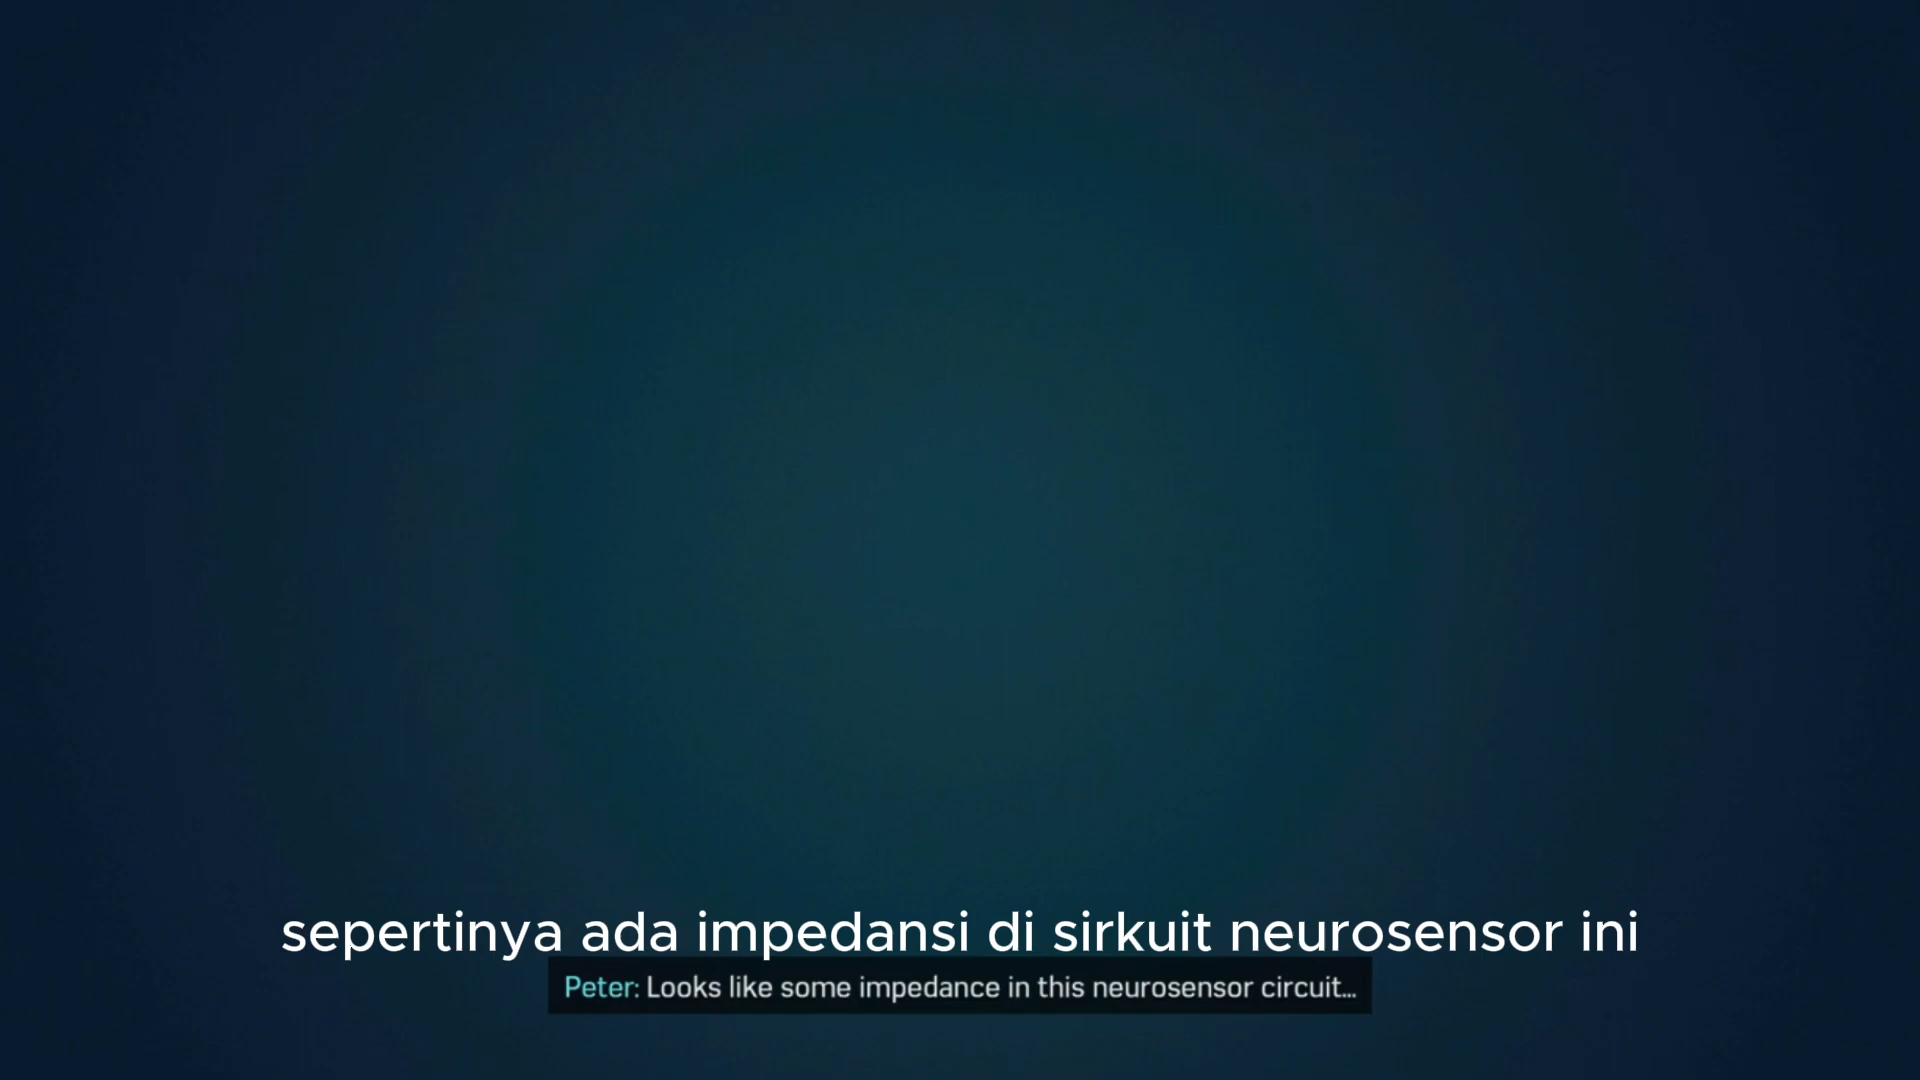 sepertinya ada impedansi di sirkuit neurosensor ini
Peter: Looks like some impedance in this neurosensor circuit...